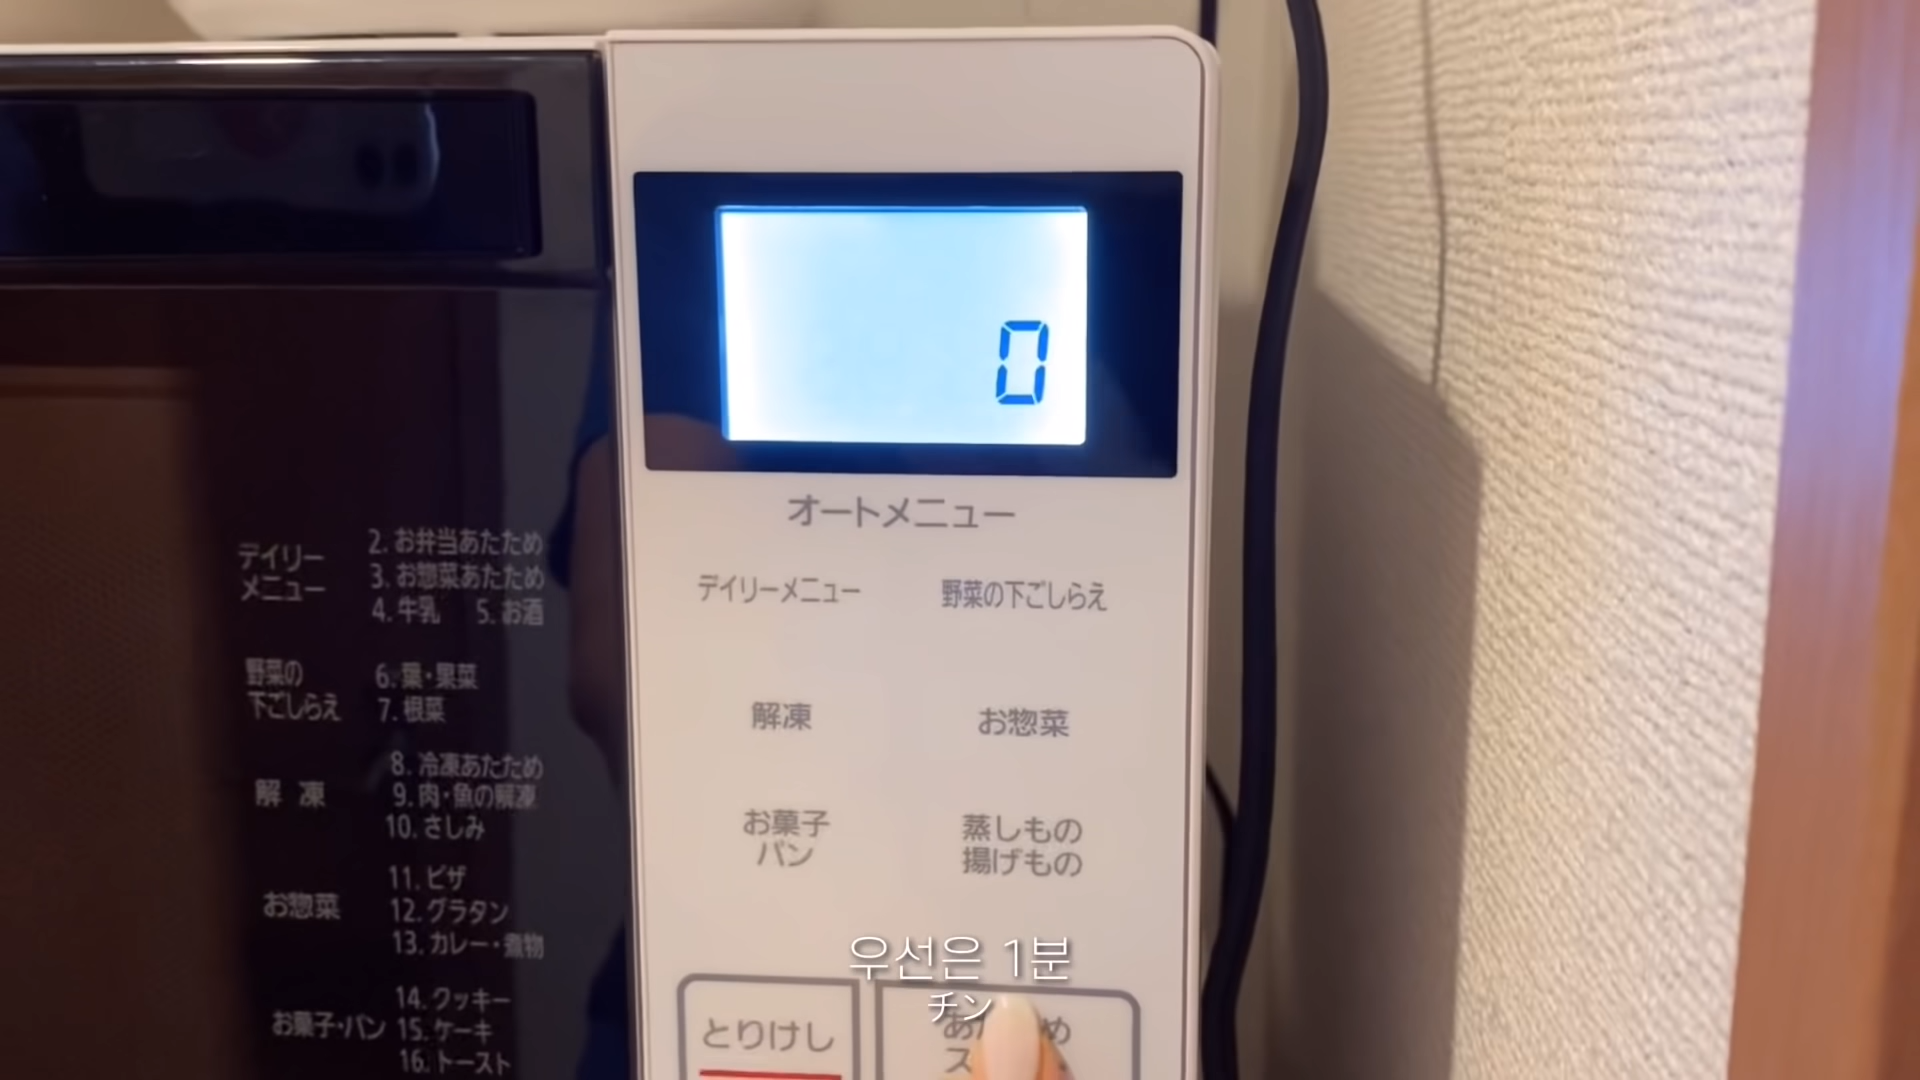 0
オートメニュー
デイリーメニュー
野菜の下ごしらえ
解凍
お惣菜
お菓子
パン
蒸しもの
揚げもの
とりけし
デイリー
メニュー
2. お弁当あたため
3. お惣菜あたため
4. 牛乳 5. お酒
野菜の
下ごしらえ
6. 葉・果菜
7. 根菜
解 凍
8. 冷凍あたため
9. 肉・魚の解凍
10. さしみ
お惣菜
11. ピザ
12. グラタン
13. カレー・煮物
お菓子・パン
14. クッキー
15. ケーキ
16. トースト
우선은 1분
チン